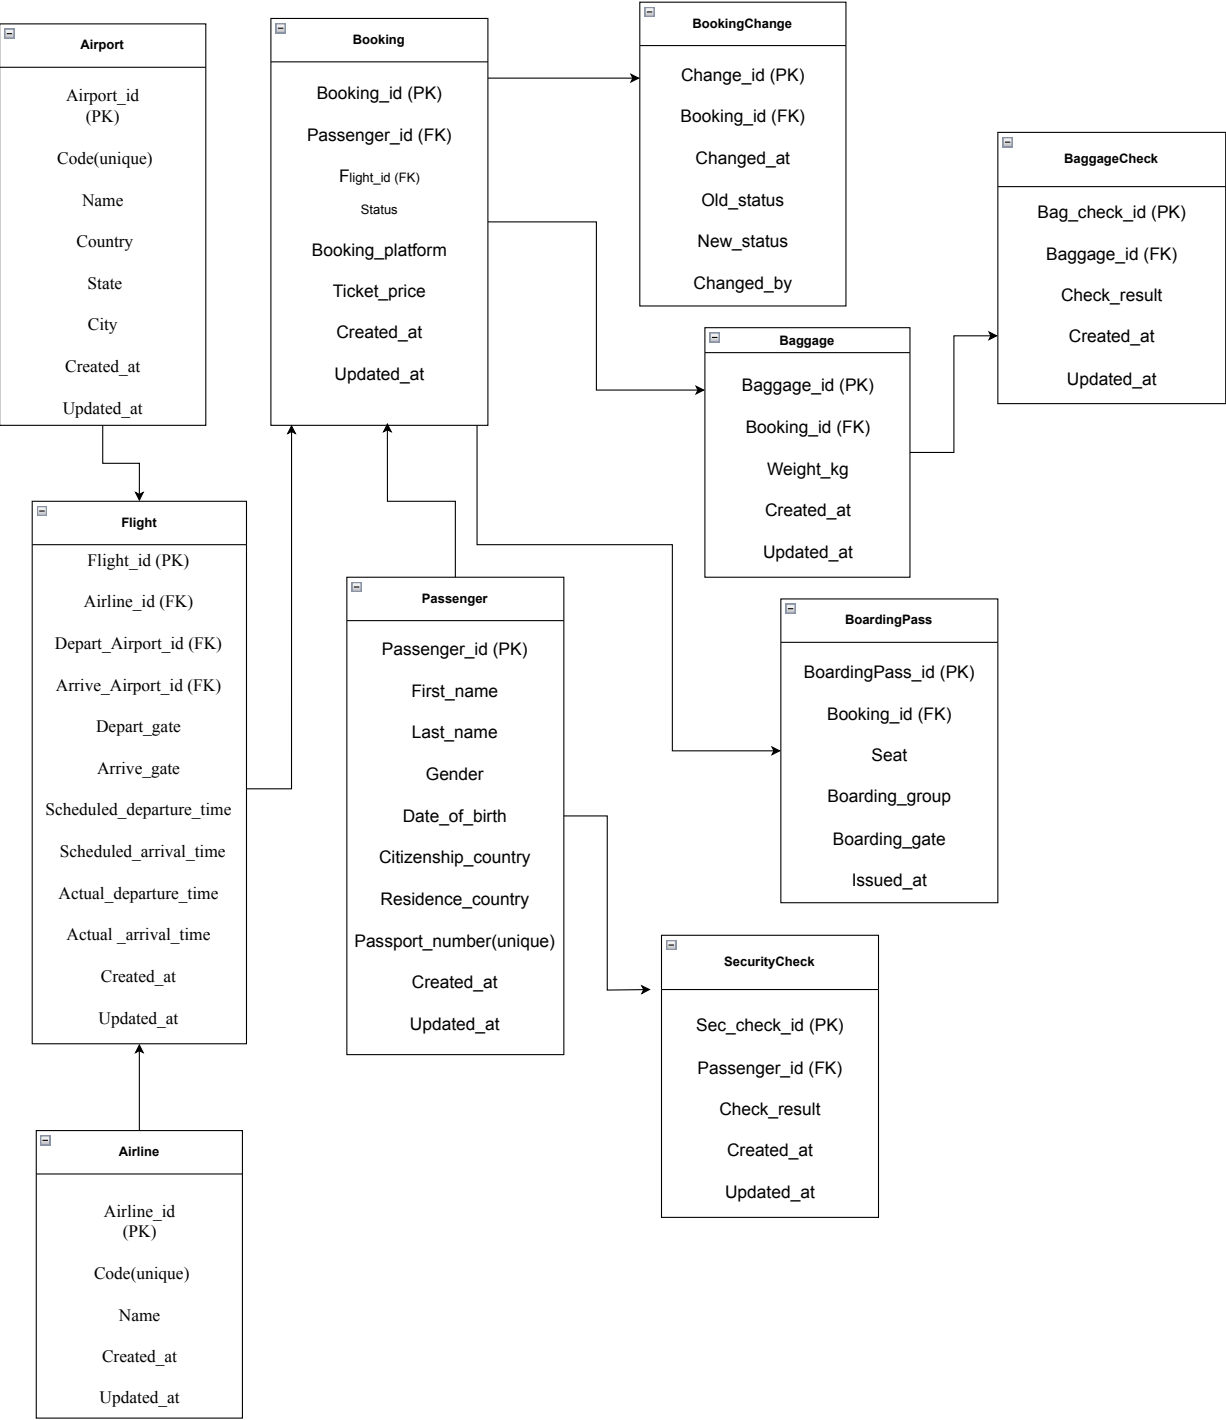 Airport
Airport_id
(PK)
Code(unique)
Name
Country
State
City
Created_at
Updated_at
Booking
Booking_id (PK)
Passenger_id (FK)
Flight_id (FK)
Status
Booking_platform
Ticket_price
Created_at
Updated_at
BookingChange
Change_id (PK)
Booking_id (FK)
Changed_at
Old_status
New_status
Changed_by
BaggageCheck
Bag_check_id (PK)
Baggage_id (FK)
Check_result
Created_at
Updated_at
Baggage
Baggage_id (PK)
Booking_id (FK)
Weight_kg
Created_at
Updated_at
Flight
Flight_id (PK)
Airline_id (FK)
Depart_Airport_id (FK)
Arrive_Airport_id (FK)
Depart_gate
Arrive_gate
Scheduled_departure_time
Scheduled_arrival_time
Actual_departure_time
Actual _arrival_time
Created_at
Updated_at
Passenger
Passenger_id (PK)
First_name
Last_name
Gender
Date_of_birth
Citizenship_country
Residence_country
Passport_number(unique)
Created_at
Updated_at
BoardingPass
BoardingPass_id (PK)
Booking_id (FK)
Seat
Boarding_group
Boarding_gate
Issued_at
SecurityCheck
Sec_check_id (PK)
Passenger_id (FK)
Check_result
Created_at
Updated_at
Airline
Airline_id
(PK)
Code(unique)
Name
Created_at
Updated_at